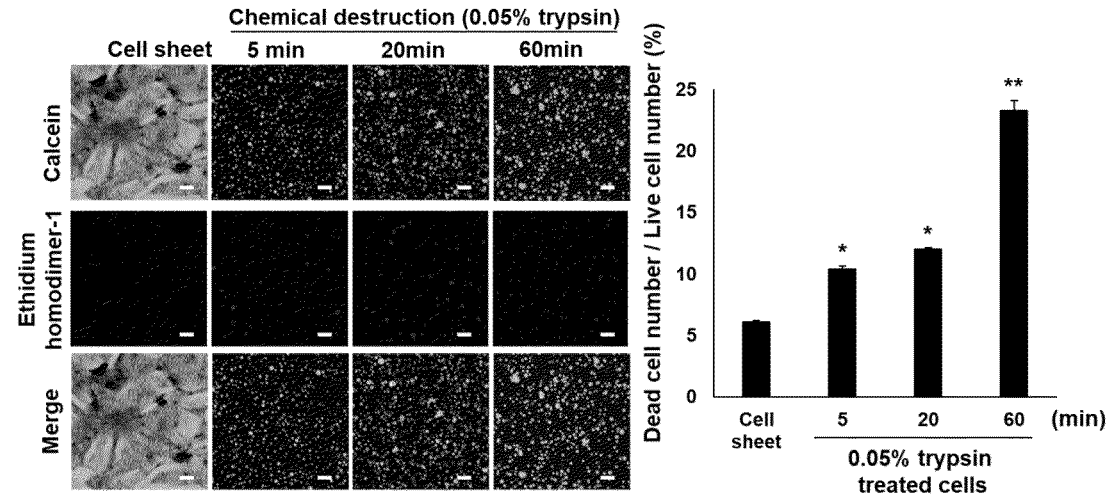 Chemical destruction (0.05% trypsin)
Cell sheet 5 min 20min 60min
Calcein
Ethidium
homodimer-1
Merge
Dead cell number / Live cell number (%)
25
20
15
10
5
0
*
*
**
Cell
sheet
5 20 60 (min)
0.05% trypsin
treated cells